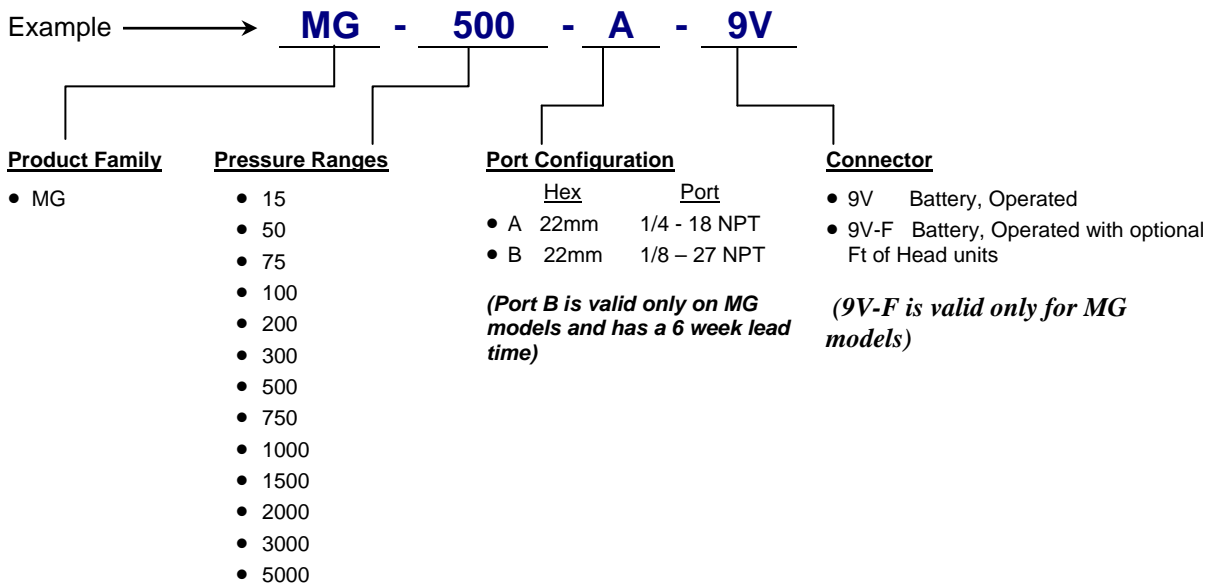 Example
MG - 500 - A - 9V
Product Family
• MG
Pressure Ranges
• 15
• 50
• 75
• 100
• 200
• 300
• 500
• 750
• 1000
• 1500
• 2000
• 3000
• 5000
Port Configuration
Hex Port
• A 22mm 1/4 - 18 NPT
• B 22mm 1/8 – 27 NPT
(Port B is valid only on MG
models and has a 6 week lead
time)
Connector
• 9V Battery, Operated
• 9V-F Battery, Operated with optional
Ft of Head units
(9V-F is valid only for MG
models)